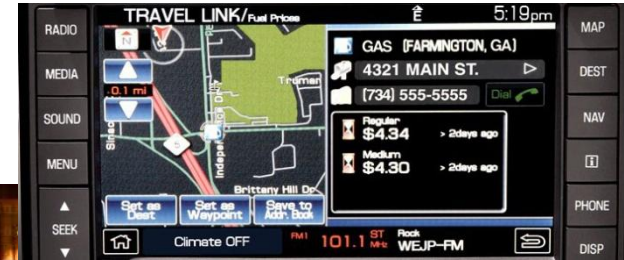 RADIO
MEDIA
SOUND
MENU
SEEK
TRAVEL LINK/Fuel Prices
E
5:19pm
N
0.1 mi
Truman
5
Brittany Hill Dr
Set as Dest
Set as Waypoint
Save to Addr. Book
GAS (FARMINGTON, GA)
4321 MAIN ST.
(734) 555-5555 Dial
Regular
$4.34 > 2days ago
Medium
$4.30 > 2days ago
Climate OFF
FM1 101.1 MHz ST Rock
WEJP-FM
MAP
DEST
NAV
i
PHONE
DISP